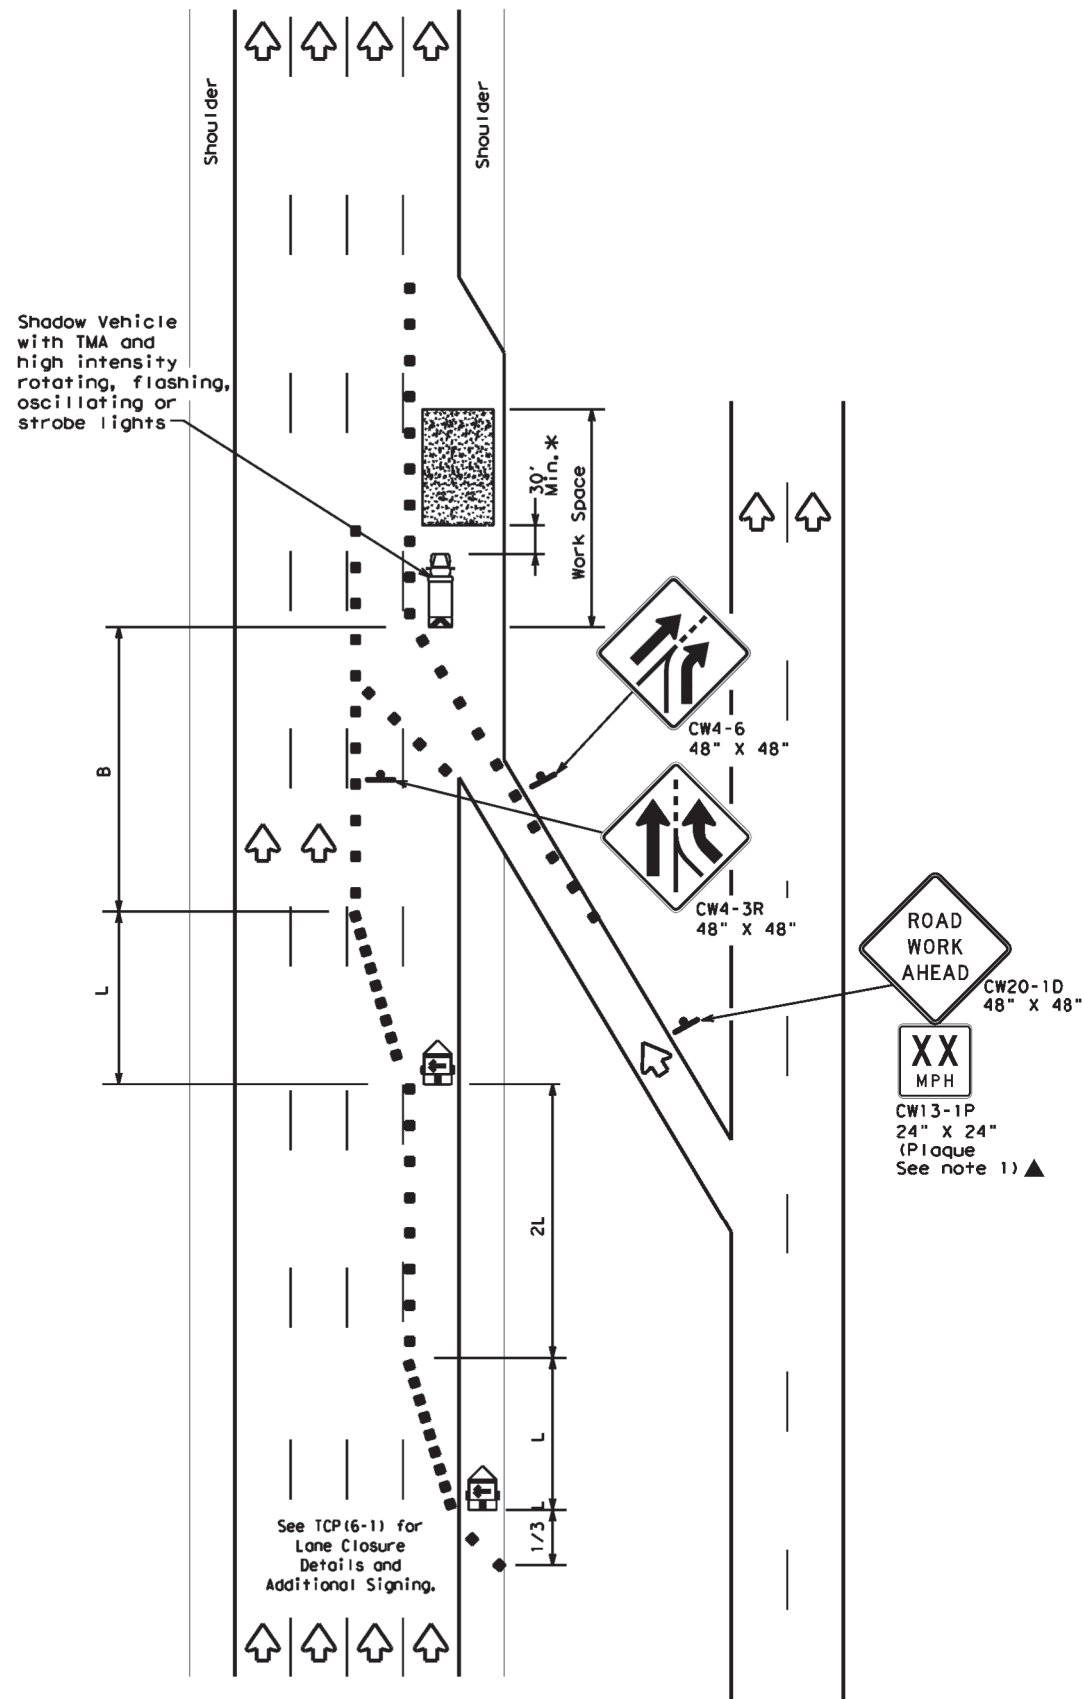 Shoulder
Shoulder
Shadow Vehicle
with TMA and
high intensity
rotating, flashing,
oscillating or
strobe lights
30'
Min.*
Work Space
CW4-6
48" X 48"
B
CW4-3R
48" X 48"
ROAD
WORK
AHEAD
CW20-1D
48" X 48"
L
XX
MPH
CW13-1P
24" X 24"
(Plaque
See note 1) ▲
2L
L
1/3 L
See TCP(6-1) for
Lane Closure
Details and
Additional Signing.